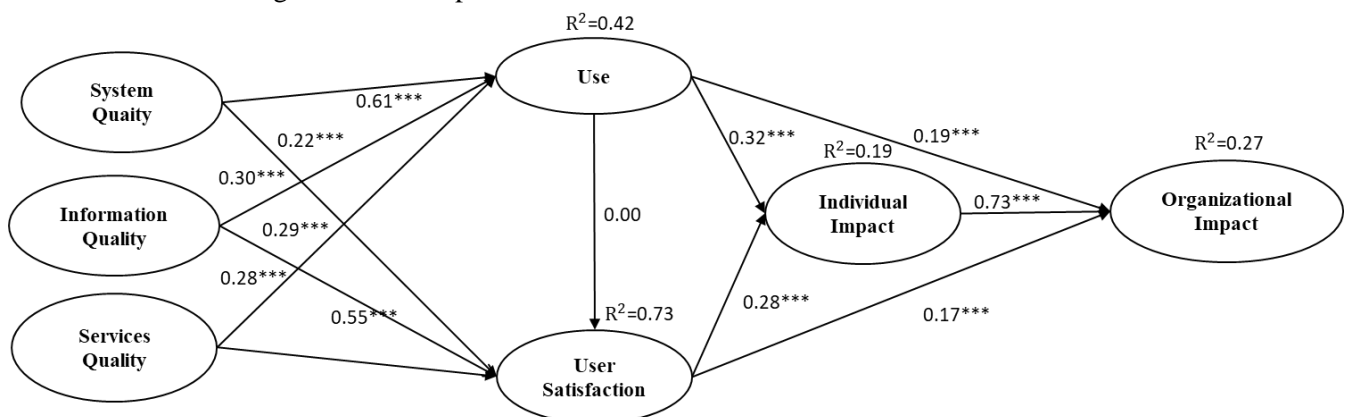 R²=0.42
System
Quaity
Use
0.61***
0.22***
0.19***
0.32***
R²=0.19
R²=0.27
0.30***
Information
Quality
Individual
Impact
0.73***
Organizational
Impact
0.29***
0.00
0.28***
0.28***
0.55***
R²=0.73
0.17***
Services
Quality
User
Satisfaction